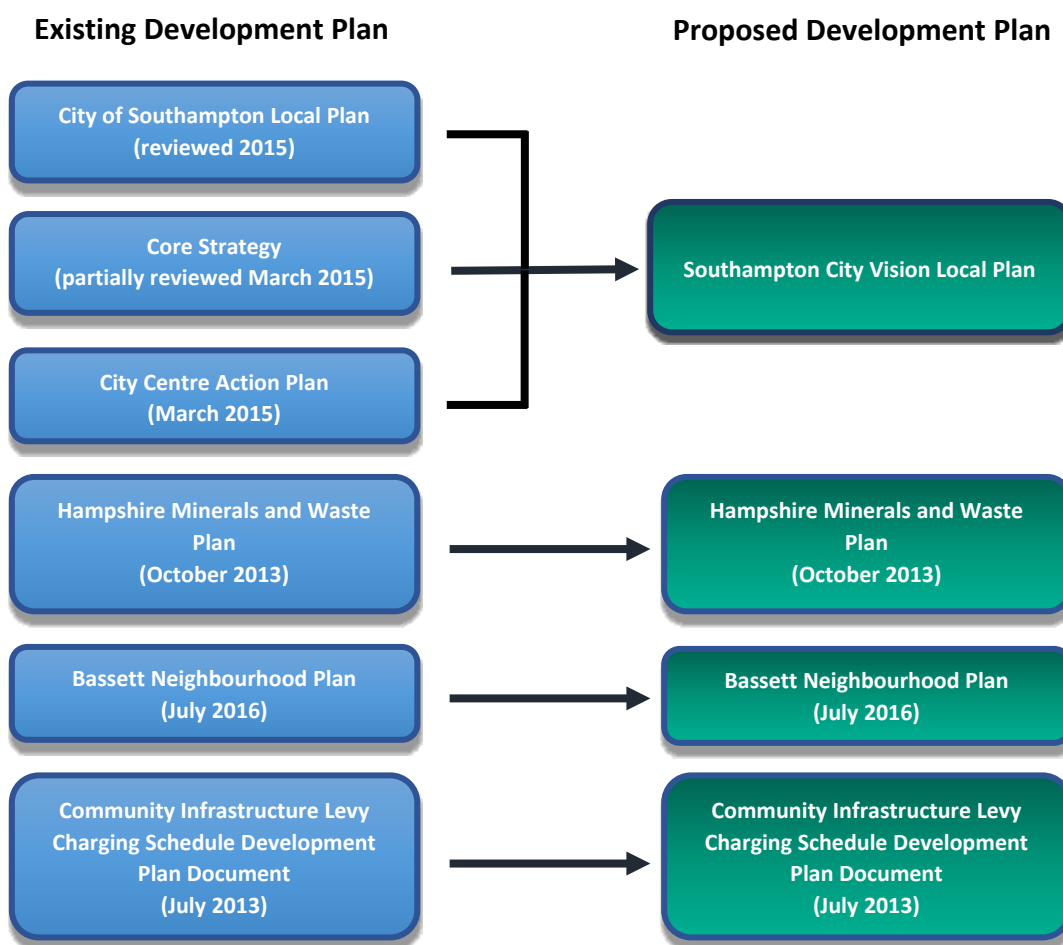 Existing Development Plan
Proposed Development Plan
City of Southampton Local Plan
(reviewed 2015)
Core Strategy
(partially reviewed March 2015)
Southampton City Vision Local Plan
City Centre Action Plan
(March 2015)
Hampshire Minerals and Waste
Plan
(October 2013)
Hampshire Minerals and Waste
Plan
(October 2013)
Bassett Neighbourhood Plan
(July 2016)
Bassett Neighbourhood Plan
(July 2016)
Community Infrastructure Levy
Charging Schedule Development
Plan Document
(July 2013)
Community Infrastructure Levy
Charging Schedule Development
Plan Document
(July 2013)